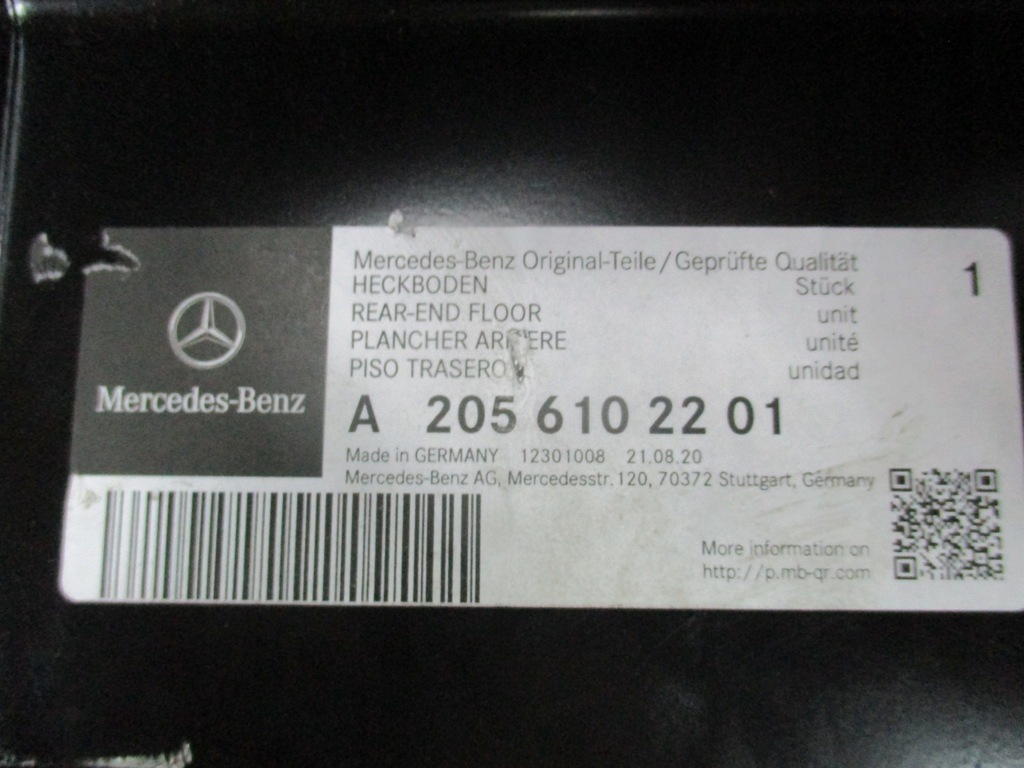 Mercedes-Benz Original-Teile/Geprüfte Qualität
HECKBODEN Stück 1
REAR-END FLOOR unit
PLANCHER unité
PISO TRASERO unidad
A 205 610 22 01
Mercedes-Benz
Made in GERMANY 12301008 21.08.20
Mercedes-Benz AG, Mercedesstr. 120, 70372 Stuttgart, Germany
More information on
http://p.mb-qr.com